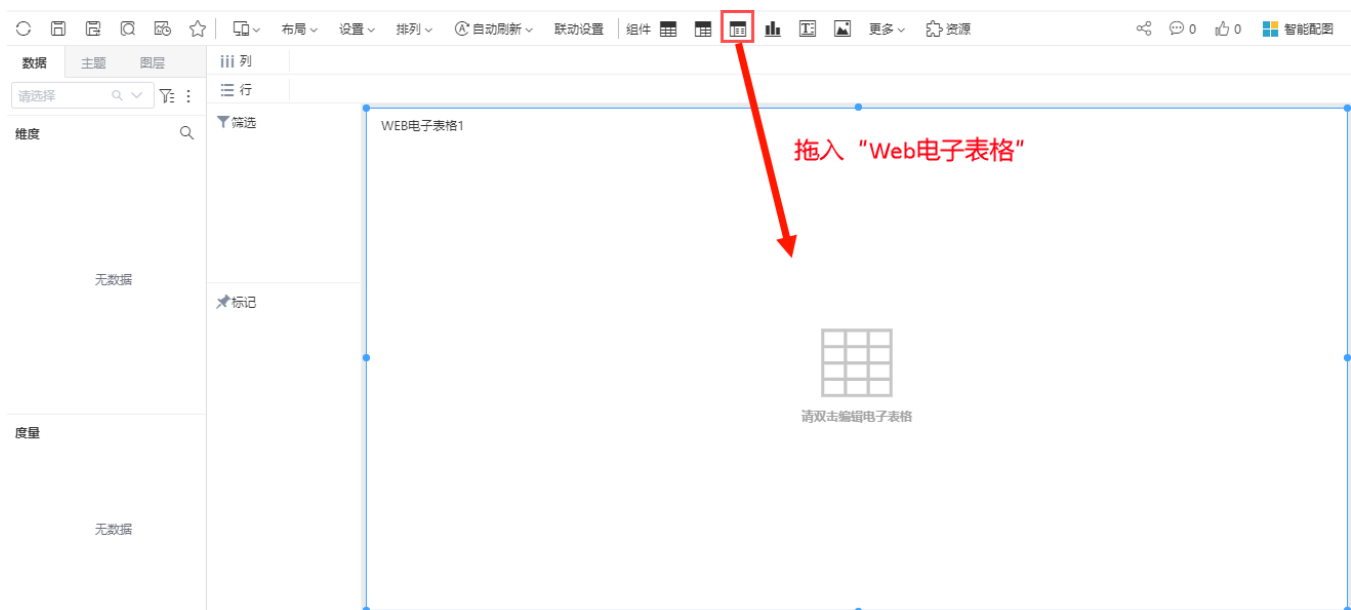 布局 设置 排列 自动刷新 联动设置 组件 更多 资源 0 0 智能配图
数据 主题 图层 列
请选择 行
维度 筛选 WEB电子表格1
拖入“Web电子表格”
无数据
标记
请双击编辑电子表格
度量
无数据